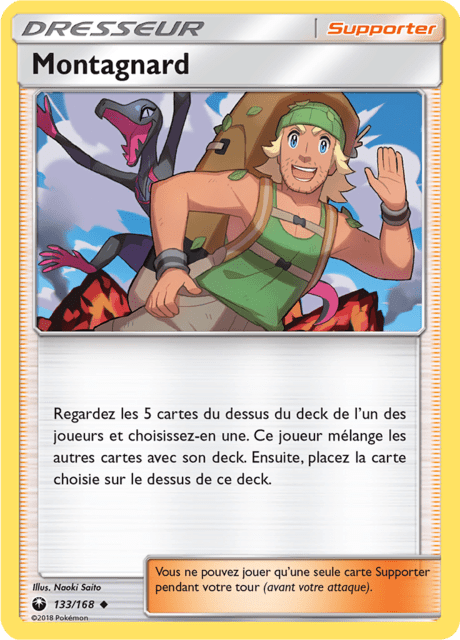 DRESSEUR
Supporter
Montagnard
Regardez les 5 cartes du dessus du deck de l'un des
joueurs et choisissez-en une. Ce joueur mélange les
autres cartes avec son deck. Ensuite, placez la carte
choisie sur le dessus de ce deck.
Vous ne pouvez jouer qu'une seule carte Supporter
pendant votre tour (avant votre attaque).
Illus. Naoki Saito
133/168
©2018 Pokémon